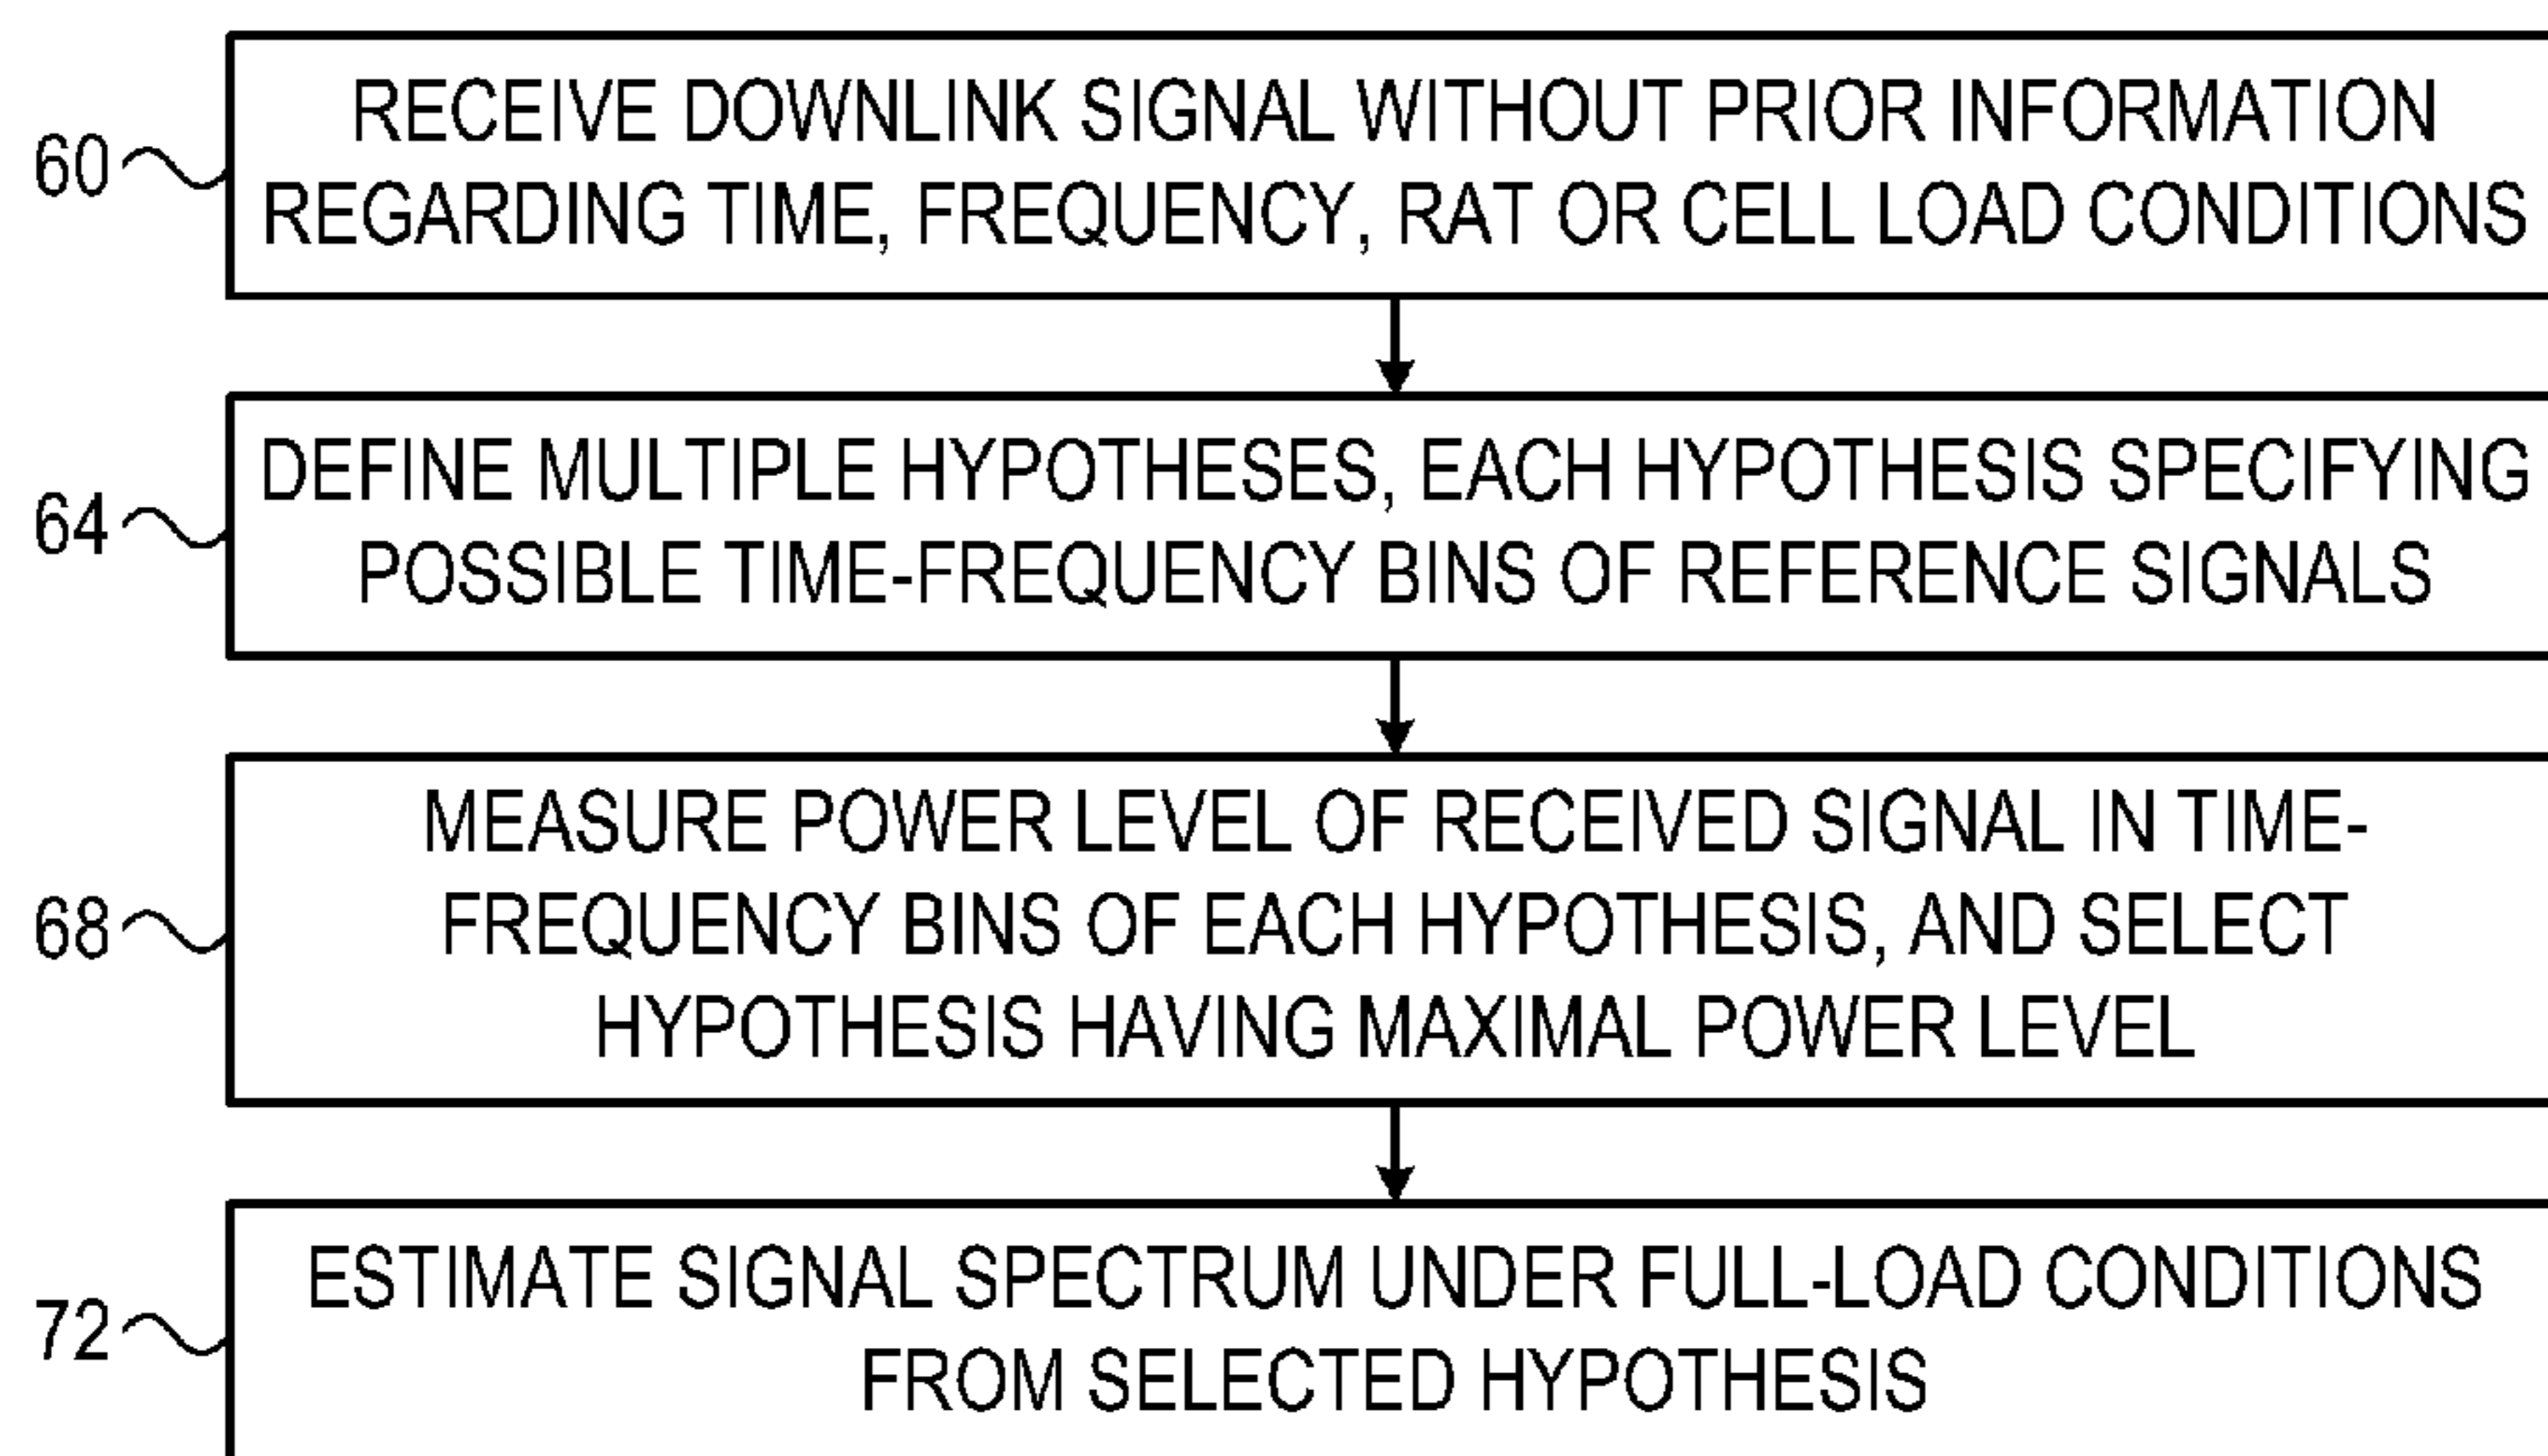 60
RECEIVE DOWNLINK SIGNAL WITHOUT PRIOR INFORMATION
REGARDING TIME, FREQUENCY, RAT OR CELL LOAD CONDITIONS
64
DEFINE MULTIPLE HYPOTHESES, EACH HYPOTHESIS SPECIFYING
POSSIBLE TIME-FREQUENCY BINS OF REFERENCE SIGNALS
68
MEASURE POWER LEVEL OF RECEIVED SIGNAL IN TIME-
FREQUENCY BINS OF EACH HYPOTHESIS, AND SELECT
HYPOTHESIS HAVING MAXIMAL POWER LEVEL
72
ESTIMATE SIGNAL SPECTRUM UNDER FULL-LOAD CONDITIONS
FROM SELECTED HYPOTHESIS